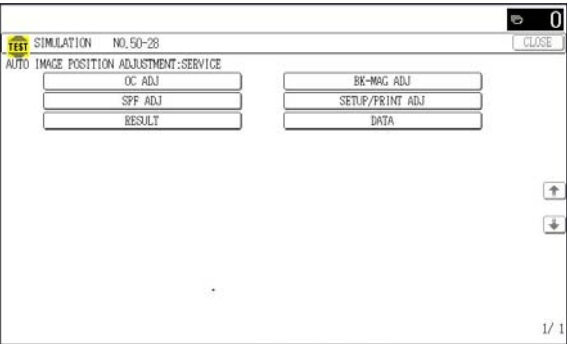 0
TEST SIMULATION NO.50-28 CLOSE
AUTO IMAGE POSITION ADJUSTMENT:SERVICE
OC ADJ BK-MAG ADJ
SPF ADJ SETUP/PRINT ADJ
RESULT DATA
1/ 1